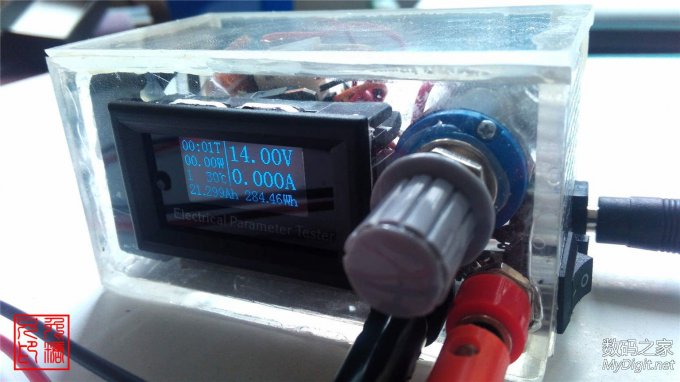 00:01T 14.00V
00.00W
1 30℃ 0.000A
21.299Ah 284.46Wh
Electrical Parameter Tester
数码之家
MyDigit.net